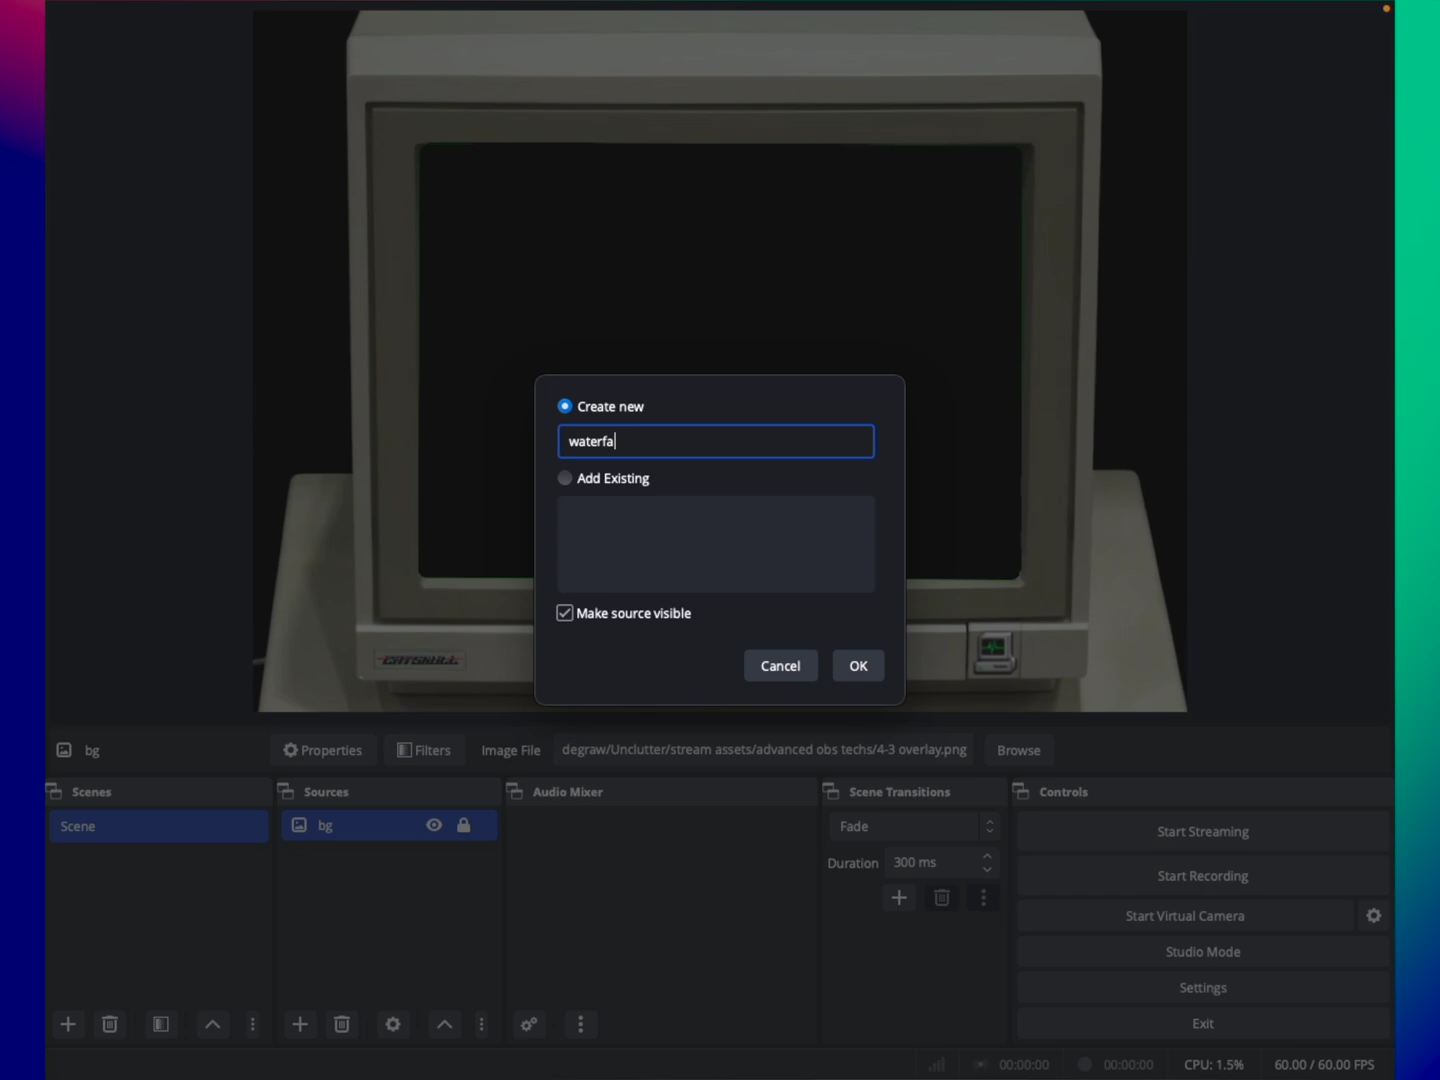 Create new
waterfa
Add Existing
Make source visible
Cancel
OK
CATSKULL
bg
Properties
Filters
Image File
degraw/Unclutter/stream assets/advanced obs techs/4-3 overlay.png
Browse
Scenes
Sources
Audio Mixer
Scene Transitions
Controls
Scene
bg
Fade
Duration
300 ms
Start Streaming
Start Recording
Start Virtual Camera
Studio Mode
Settings
Exit
00:00:00
00:00:00
CPU: 1.5%
60.00 / 60.00 FPS